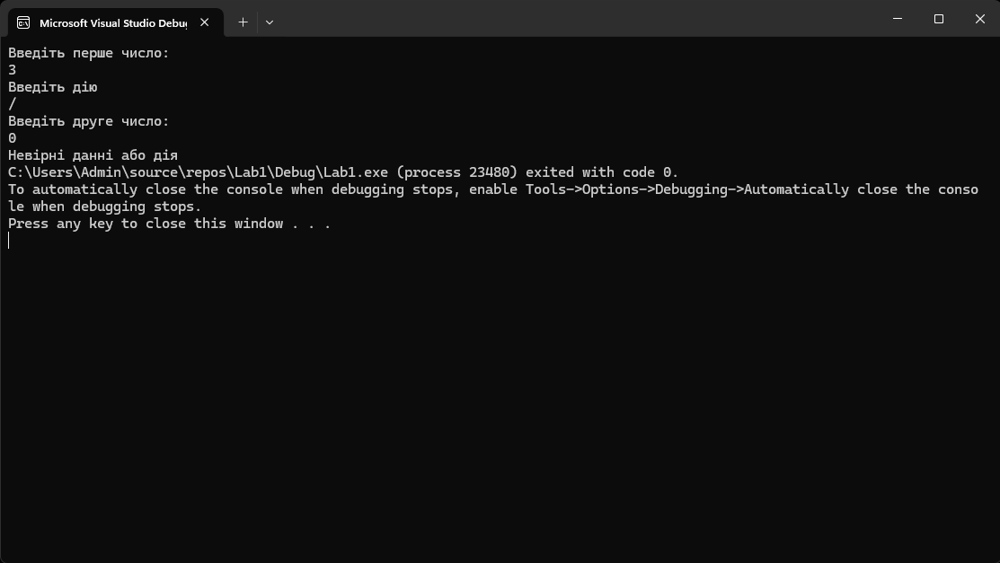 Microsoft Visual Studio Debug
Введіть перше число:
3
Введіть дію
/
Введіть друге число:
0
Невірні данні або дія
C:\Users\Admin\source\repos\Lab1\Debug\Lab1.exe (process 23480) exited with code 0.
To automatically close the console when debugging stops, enable Tools->Options->Debugging->Automatically close the conso
le when debugging stops.
Press any key to close this window . . .